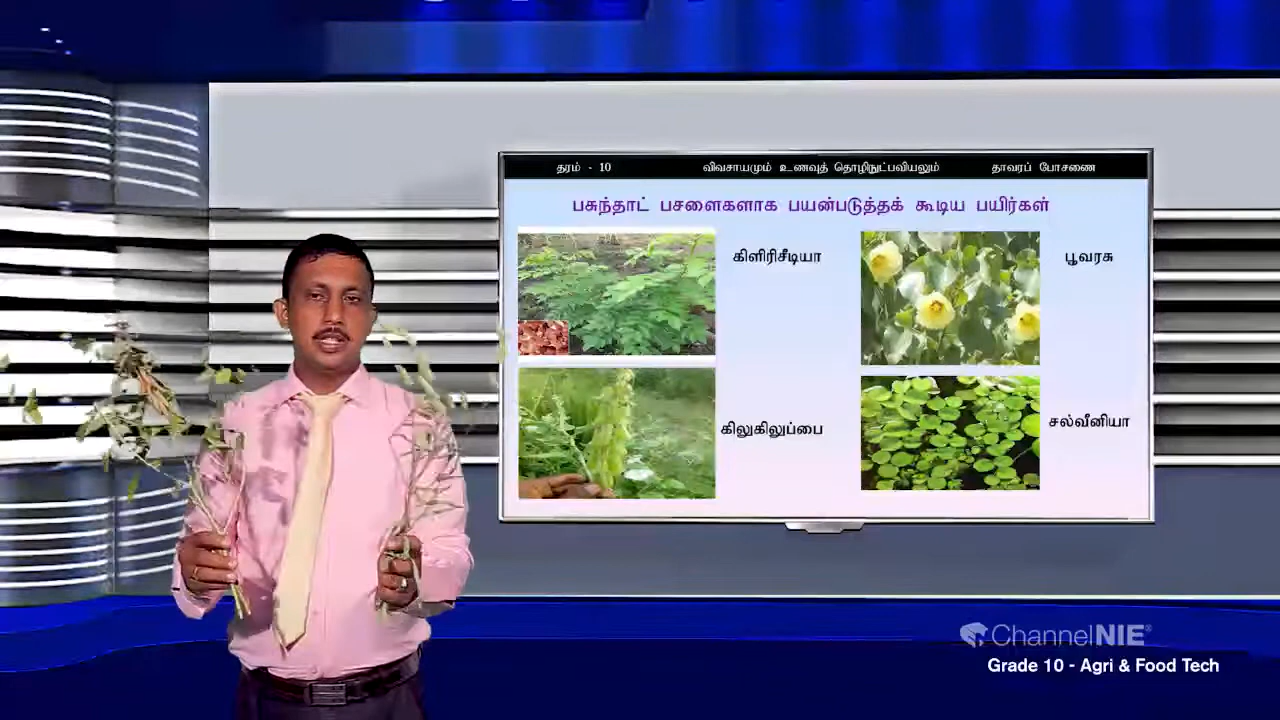 தரம் - 10 விவசாயமும் உணவுத் தொழிநுட்பவியலும் தாவரப் போசணை
பசுந்தாட் பசளைகளாக பயன்படுத்தக் கூடிய பயிர்கள்
கிளிரிசீடியா
பூவரசு
கிலுகிலுப்பை
சல்வீனியா
ChannelNIE®
Grade 10 - Agri & Food Tech